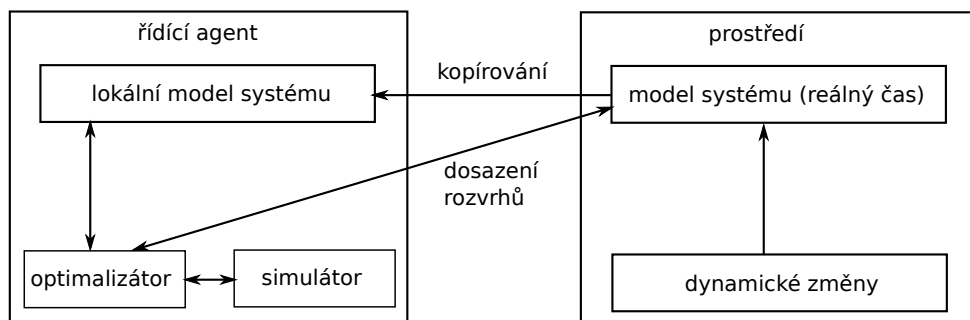 řídící agent
prostředí
kopírování
lokální model systému
model systému (reálný čas)
dosazení
rozvrhů
optimalizátor
simulátor
dynamické změny